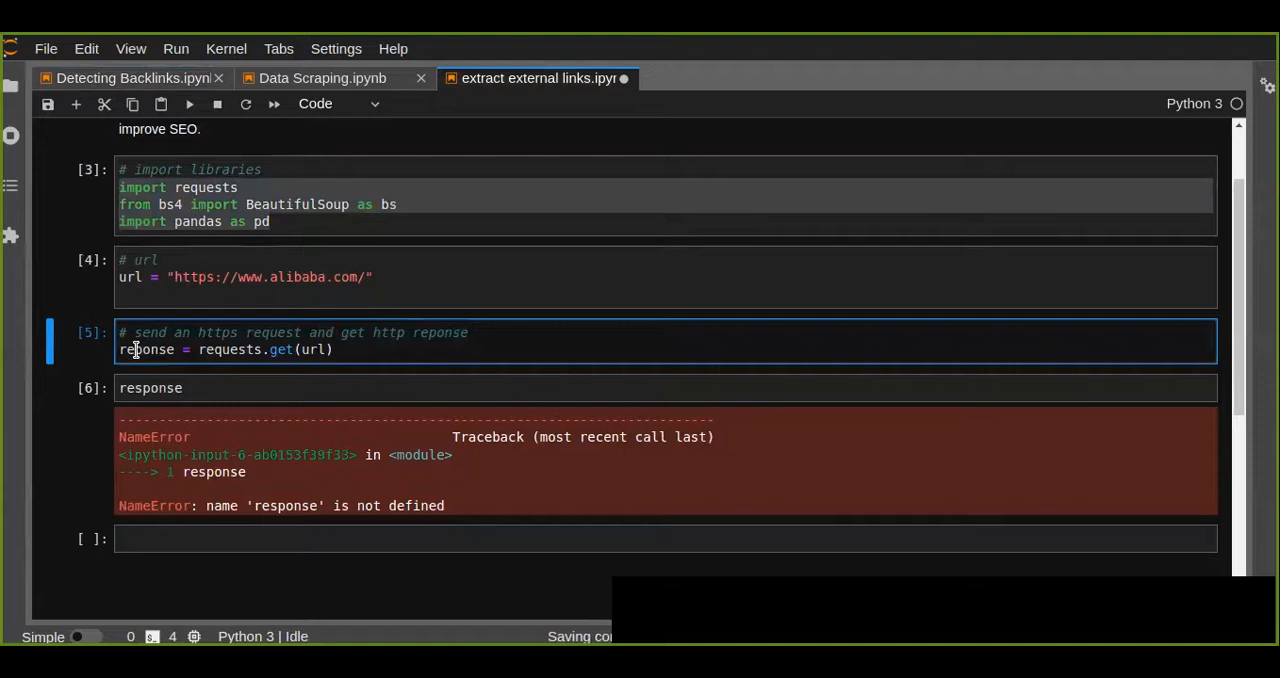 File Edit View Run Kernel Tabs Settings Help
Detecting Backlinks.ipyn Data Scraping.ipynb extract external links.ipyr
Code Python 3
improve SEO.
[3]: # import libraries
import requests
from bs4 import BeautifulSoup as bs
import pandas as pd
[4]: # url
url = "https://www.alibaba.com/"
[5]: # send an https request and get http reponse
reponse = requests.get(url)
[6]: response
---------------------------------------------------------------------------
NameError Traceback (most recent call last)
<ipython-input-6-ab0153f39f33> in <module>
----> 1 response
NameError: name 'response' is not defined
[ ]:
Simple 0 $_ 4 Python 3 | Idle Saving co